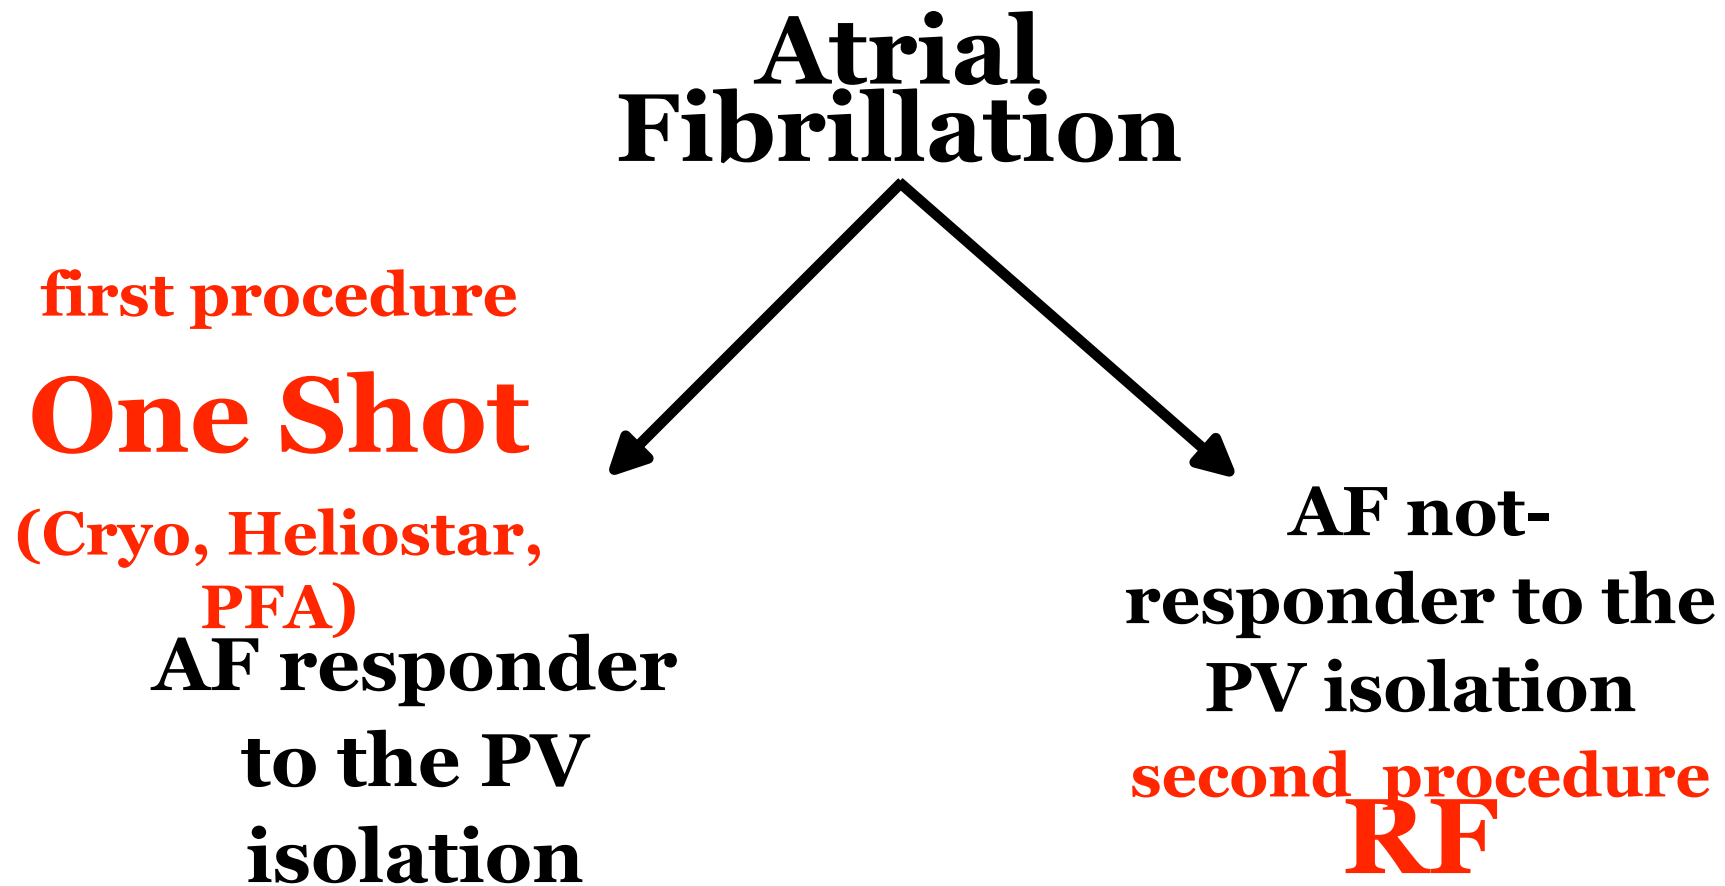 Atrial
Fibrillation
first procedure
One Shot
(Cryo, Heliostar,
PFA)
AF responder
to the PV
isolation
AF not-
responder to the
PV isolation
second procedure
RF